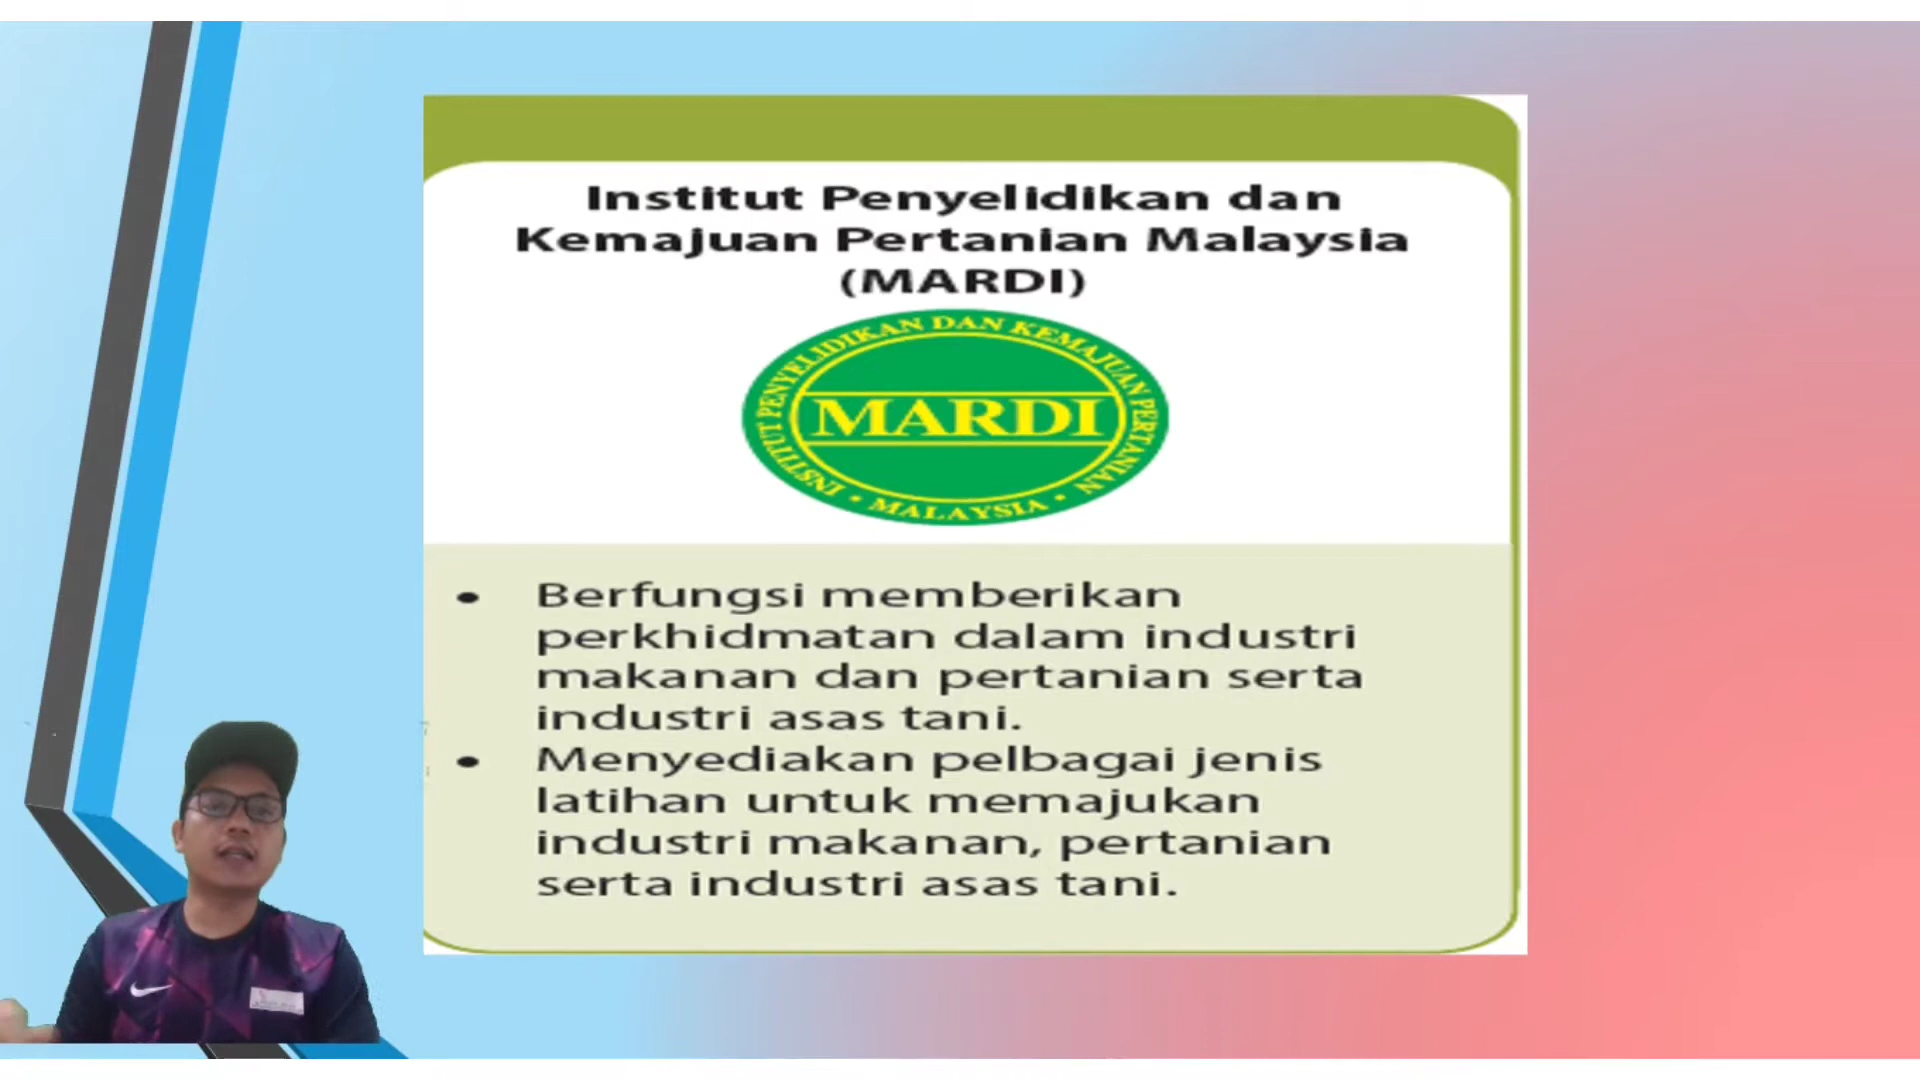 Institut Penyelidikan dan
Kemajuan Pertanian Malaysia
(MARDI)
INSTITUT PENYELIDIKAN DAN KEMAJUAN PERTANIAN
MARDI
• MALAYSIA •
• Berfungsi memberikan
perkhidmatan dalam industri
makanan dan pertanian serta
industri asas tani.
• Menyediakan pelbagai jenis
latihan untuk memajukan
industri makanan, pertanian
serta industri asas tani.